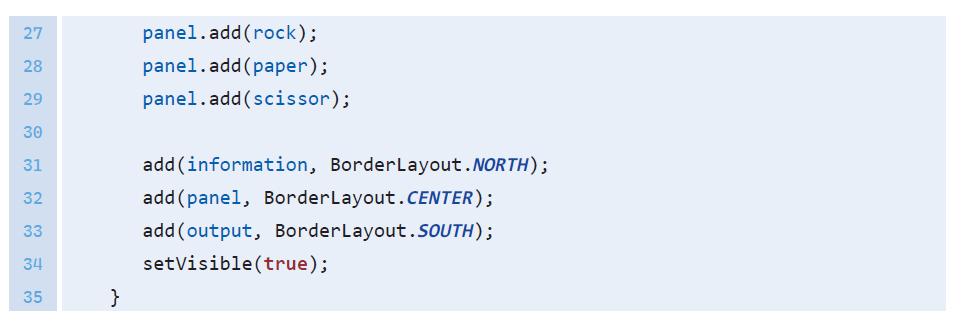 27 panel.add(rock);
28 panel.add(paper);
29 panel.add(scissor);
30
31 add(information, BorderLayout.NORTH);
32 add(panel, BorderLayout.CENTER);
33 add(output, BorderLayout.SOUTH);
34 setVisible(true);
35 }